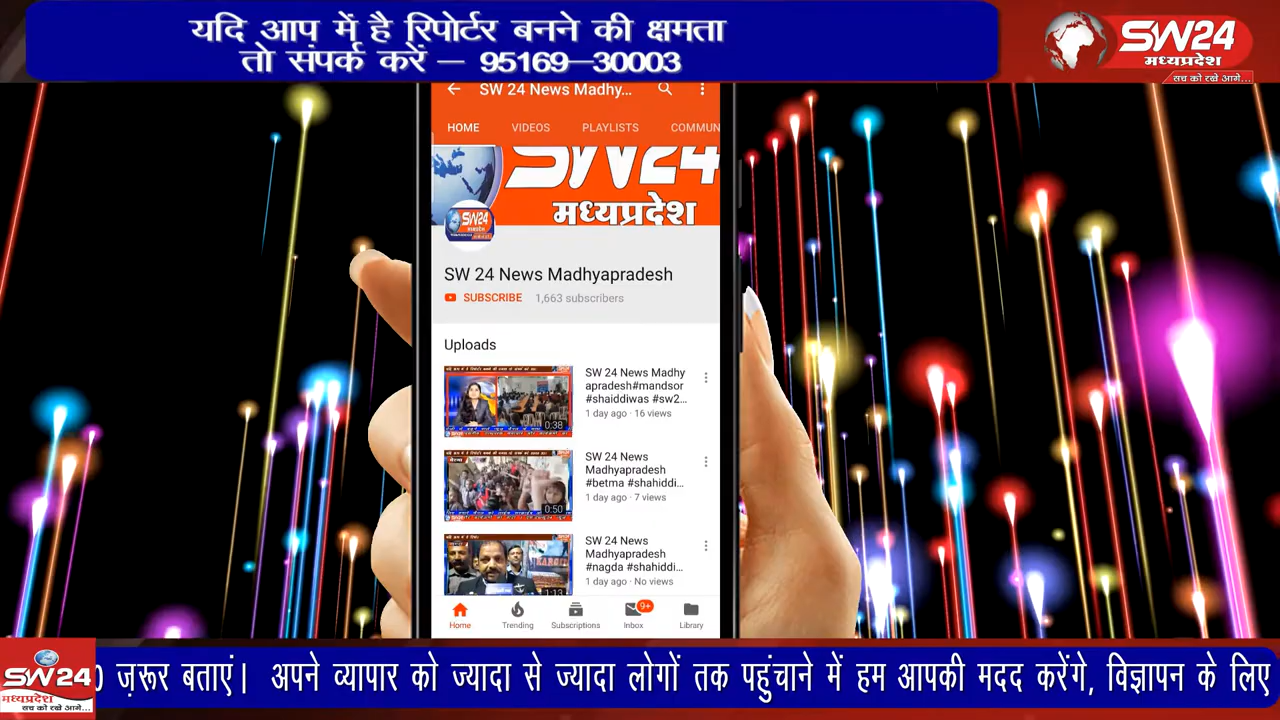 यदि आप में है रिपोर्टर बनने की क्षमता
तो संपर्क करें – 95169–30003
SW24
मध्यप्रदेश
सच को रखे आगे...
SW 24 News Madhy...
HOME VIDEOS PLAYLISTS COMMUN
SW24
मध्यप्रदेश
SW24
SW 24 News Madhyapradesh
SUBSCRIBE 1,663 subscribers
Uploads
SW 24 News Madhy
apradesh#mandsor
#shaiddiwas #sw2...
1 day ago · 16 views
0:38
SW 24 News
Madhyapradesh
#betma #shahiddi...
1 day ago · 7 views
0:50
SW 24 News
Madhyapradesh
#nagda #shahiddi...
1 day ago · No views
1:13
9+
Home Trending Subscriptions Inbox Library
SW24
मध्यप्रदेश
सच को रखे आगे...
0 ज़रूर बताएं। अपने व्यापार को ज्यादा से ज्यादा लोगों तक पहुंचाने में हम आपकी मदद करेंगे, विज्ञापन के लिए